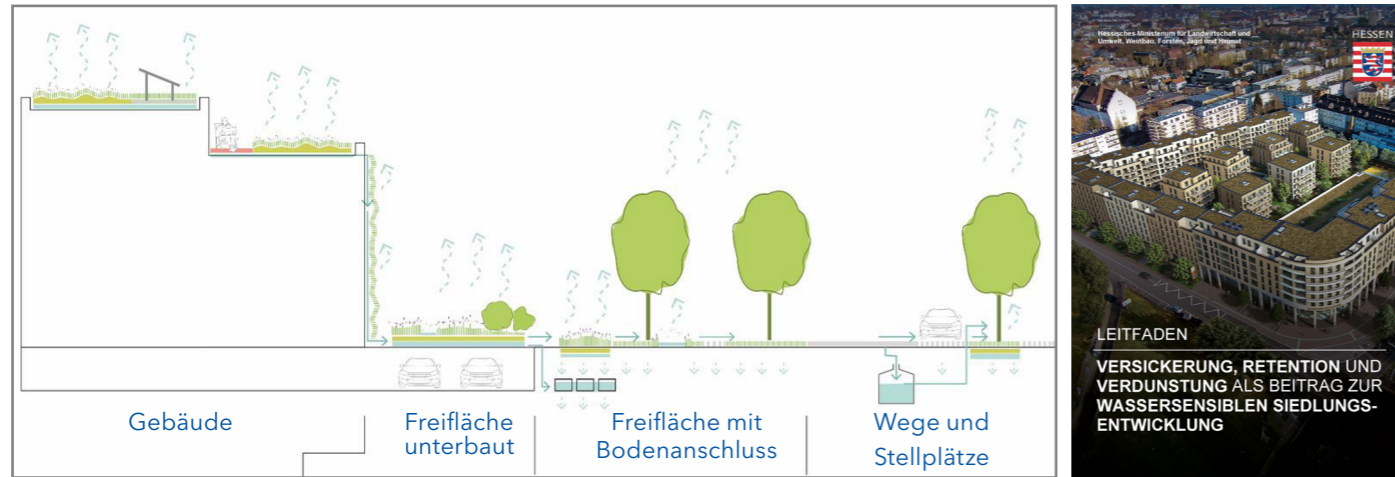 Gebäude
Freifläche
unterbaut
Freifläche mit
Bodenanschluss
Wege und
Stellplätze
Hessisches Ministerium für Landwirtschaft und
Umwelt, Weinbau, Forsten, Jagd und Heimat
HESSEN
LEITFADEN
VERSICKERUNG, RETENTION UND
VERDUNSTUNG ALS BEITRAG ZUR
WASSERSENSIBLEN SIEDLUNGS-
ENTWICKLUNG